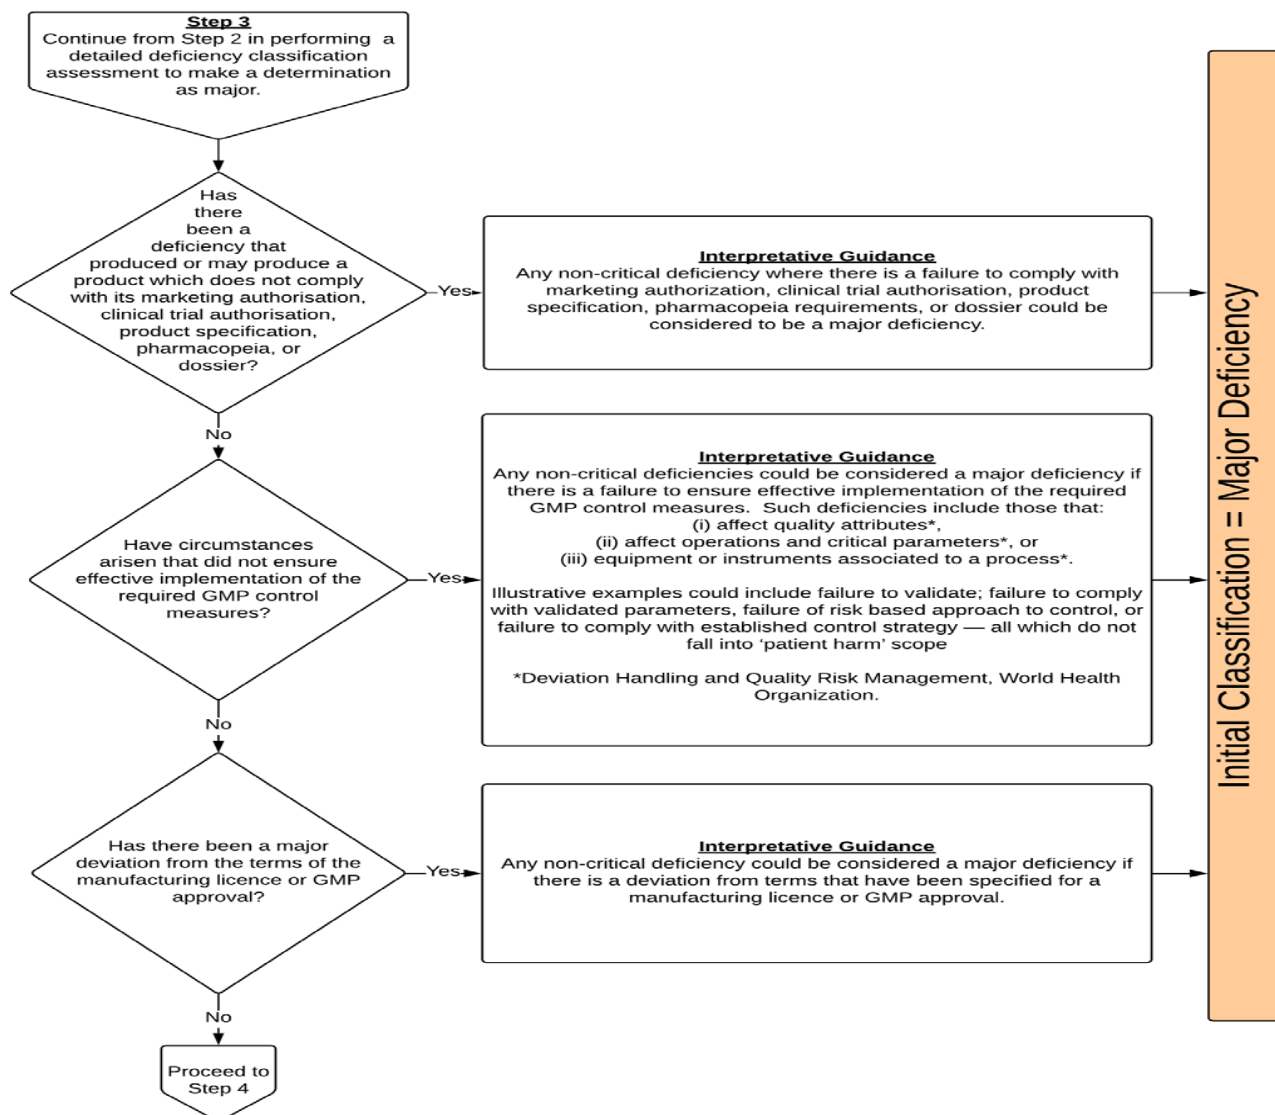 Step 3
Continue from Step 2 in performing a
detailed deficiency classification
assessment to make a determination
as major.
Has
there
been a
deficiency that
produced or may produce a
product which does not comply
with its marketing authorisation,
clinical trial authorisation,
product specification,
pharmacopeia, or
dossier?
Yes
Interpretative Guidance
Any non-critical deficiency where there is a failure to comply with
marketing authorization, clinical trial authorisation, product
specification, pharmacopeia requirements, or dossier could be
considered to be a major deficiency.
No
Have circumstances
arisen that did not ensure
effective implementation of the
required GMP control
measures?
Yes
Interpretative Guidance
Any non-critical deficiencies could be considered a major deficiency if
there is a failure to ensure effective implementation of the required
GMP control measures. Such deficiencies include those that:
(i) affect quality attributes*,
(ii) affect operations and critical parameters*, or
(iii) equipment or instruments associated to a process*.
Illustrative examples could include failure to validate; failure to comply
with validated parameters, failure of risk based approach to control, or
failure to comply with established control strategy — all which do not
fall into ‘patient harm’ scope
*Deviation Handling and Quality Risk Management, World Health
Organization.
No
Has there been a major
deviation from the terms of the
manufacturing licence or GMP
approval?
Yes
Interpretative Guidance
Any non-critical deficiency could be considered a major deficiency if
there is a deviation from terms that have been specified for a
manufacturing licence or GMP approval.
No
Proceed to
Step 4
Initial Classification = Major Deficiency